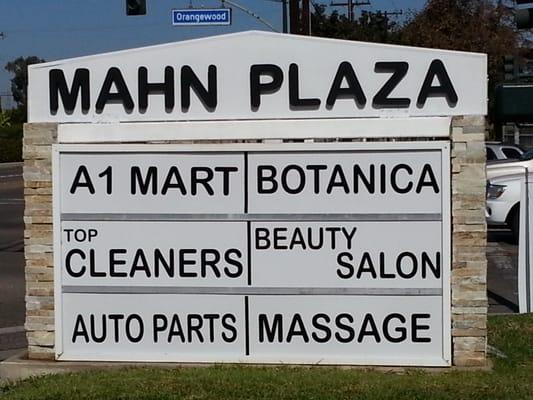 Orangewood
MAHN PLAZA
A1 MART
BOTANICA
TOP
CLEANERS
BEAUTY
SALON
AUTO PARTS
MASSAGE